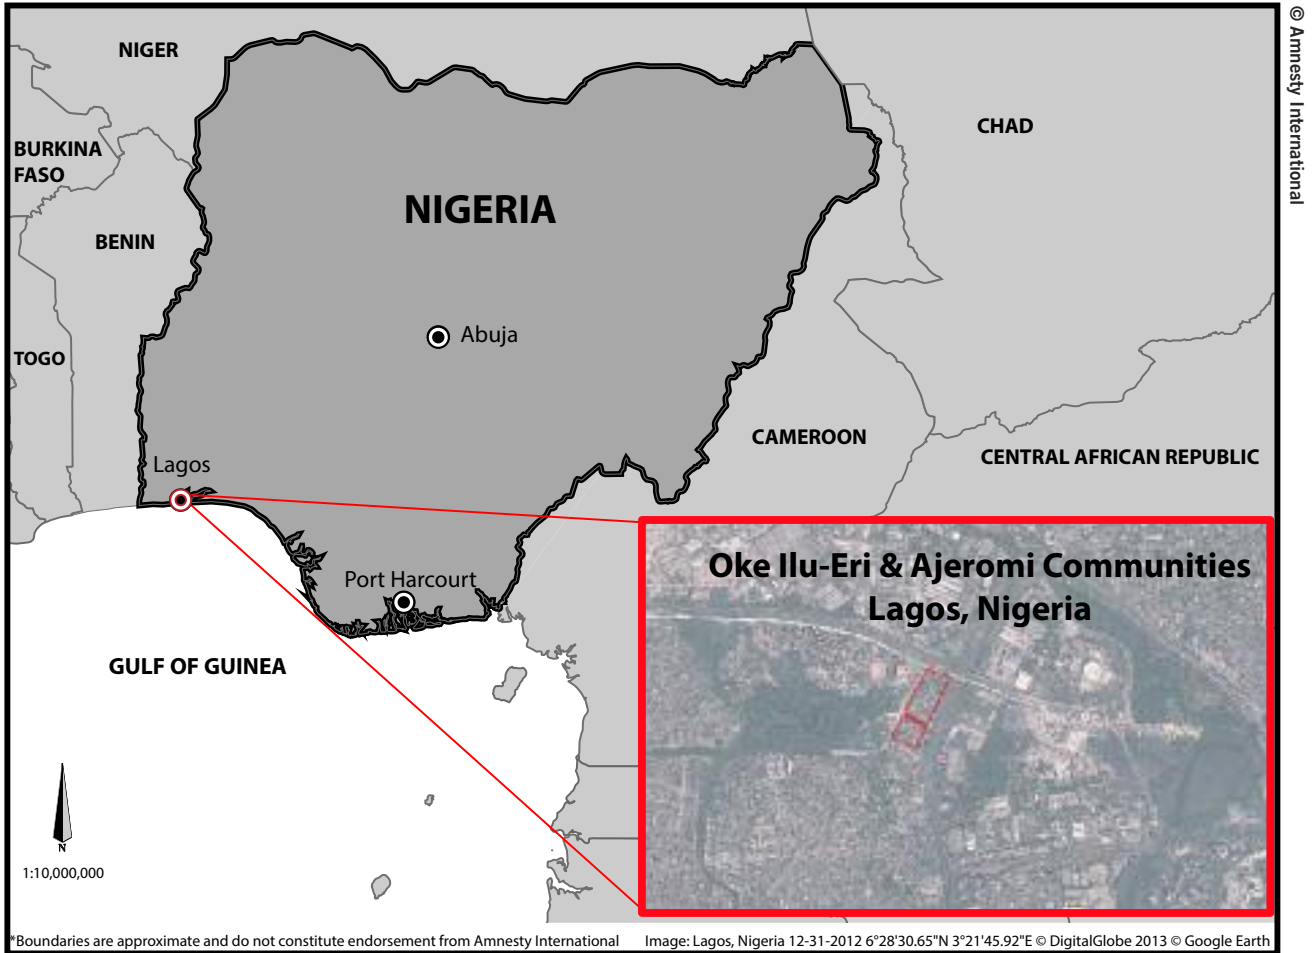 © Amnesty International
NIGER
BURKINA
FASO
CHAD
NIGERIA
BENIN
Abuja
TOGO
CAMEROON
CENTRAL AFRICAN REPUBLIC
Lagos
Oke Ilu-Eri & Ajeromi Communities
Lagos, Nigeria
Port Harcourt
GULF OF GUINEA
N
1:10,000,000
*Boundaries are approximate and do not constitute endorsement from Amnesty International
Image: Lagos, Nigeria 12-31-2012 6°28'30.65"N 3°21'45.92"E © DigitalGlobe 2013 © Google Earth